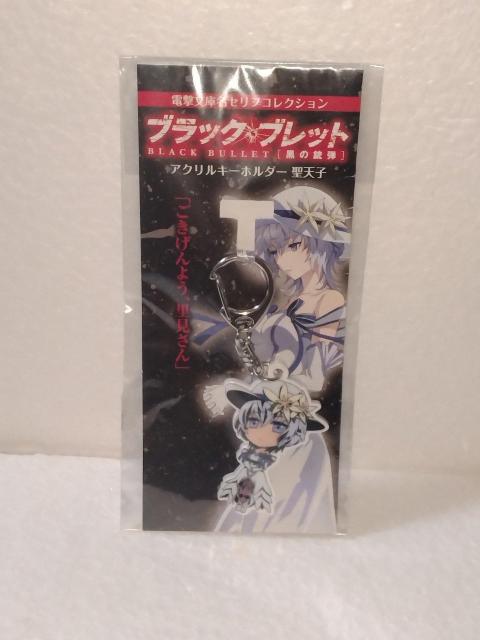 電撃文庫名セリフコレクション
ブラック・ブレット
BLACK BULLET [黒の銃弾]
アクリルキーホルダー 聖天子
「ごきげんよう、里見さん」